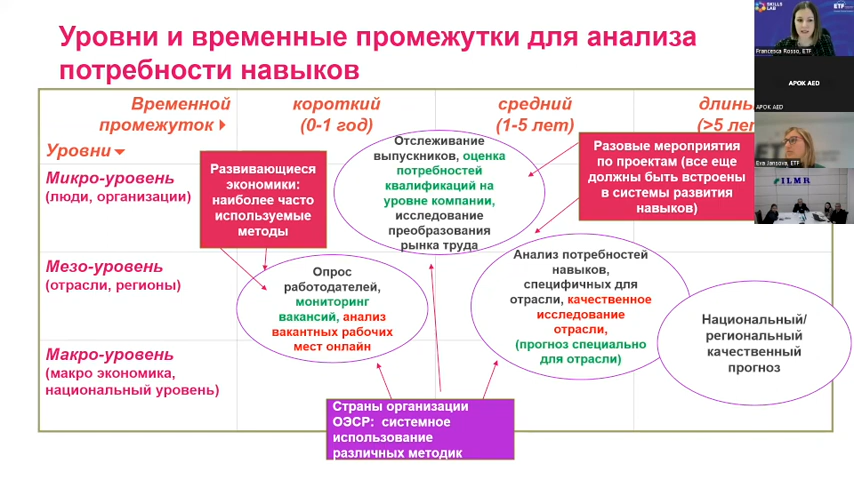 Уровни и временные промежутки для анализа
потребности навыков
Временной
промежуток
Уровни
короткий
(0-1 год)
средний
(1-5 лет)
(>5
Микро-уровень
(люди, организации)
Мезо-уровень
(отрасли, регионы)
Макро-уровень
(макро экономика,
национальный уровень)
Развивающиеся
экономики:
наиболее часто
используемые
методы
Отслеживание
выпускников, оценка
потребностей
квалификаций на
уровне компании,
исследование
преобразования
рынка труда
Разовые мероприятия
по проектам (все еще
должны быть встроены
в системы развития
навыков)
Опрос
работодателей,
мониторинг
вакансий, анализ
вакантных рабочих
мест онлайн
Анализ потребностей
навыков,
специфичных для
отрасли, качественное
исследование
отрасли,
(прогноз специально
для отрасли)
Национальный/
региональный
качественный
прогноз
Страны организации
ОЭСР: системное
использование
различных методик
SKILLS
LAB
ETF
Francesca Rosso, ETF
APOK AED
APOK AED
Eva Jansova, ETF
ILMR